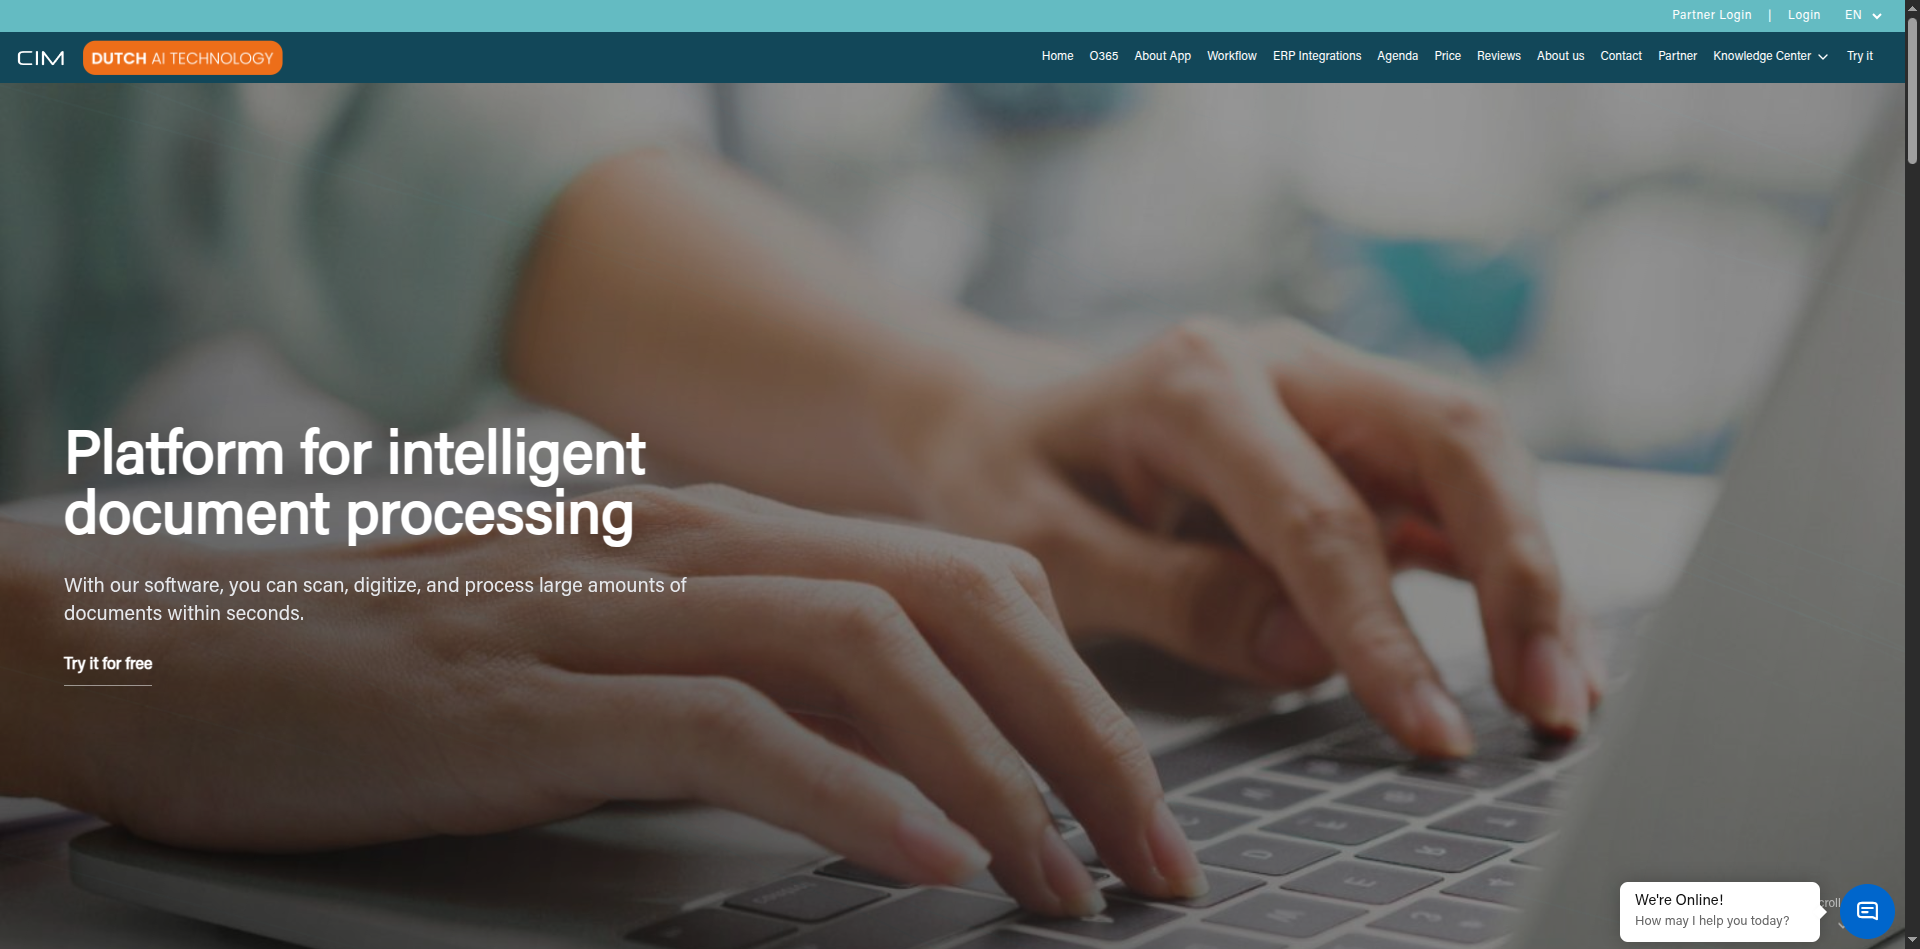 Partner Login | Login EN
CIM DUTCH AI TECHNOLOGY
Home O365 About App Workflow ERP Integrations Agenda Price Reviews About us Contact Partner Knowledge Center Try it
Platform for intelligent
document processing
With our software, you can scan, digitize, and process large amounts of
documents within seconds.
Try it for free
We're Online!
How may I help you today?